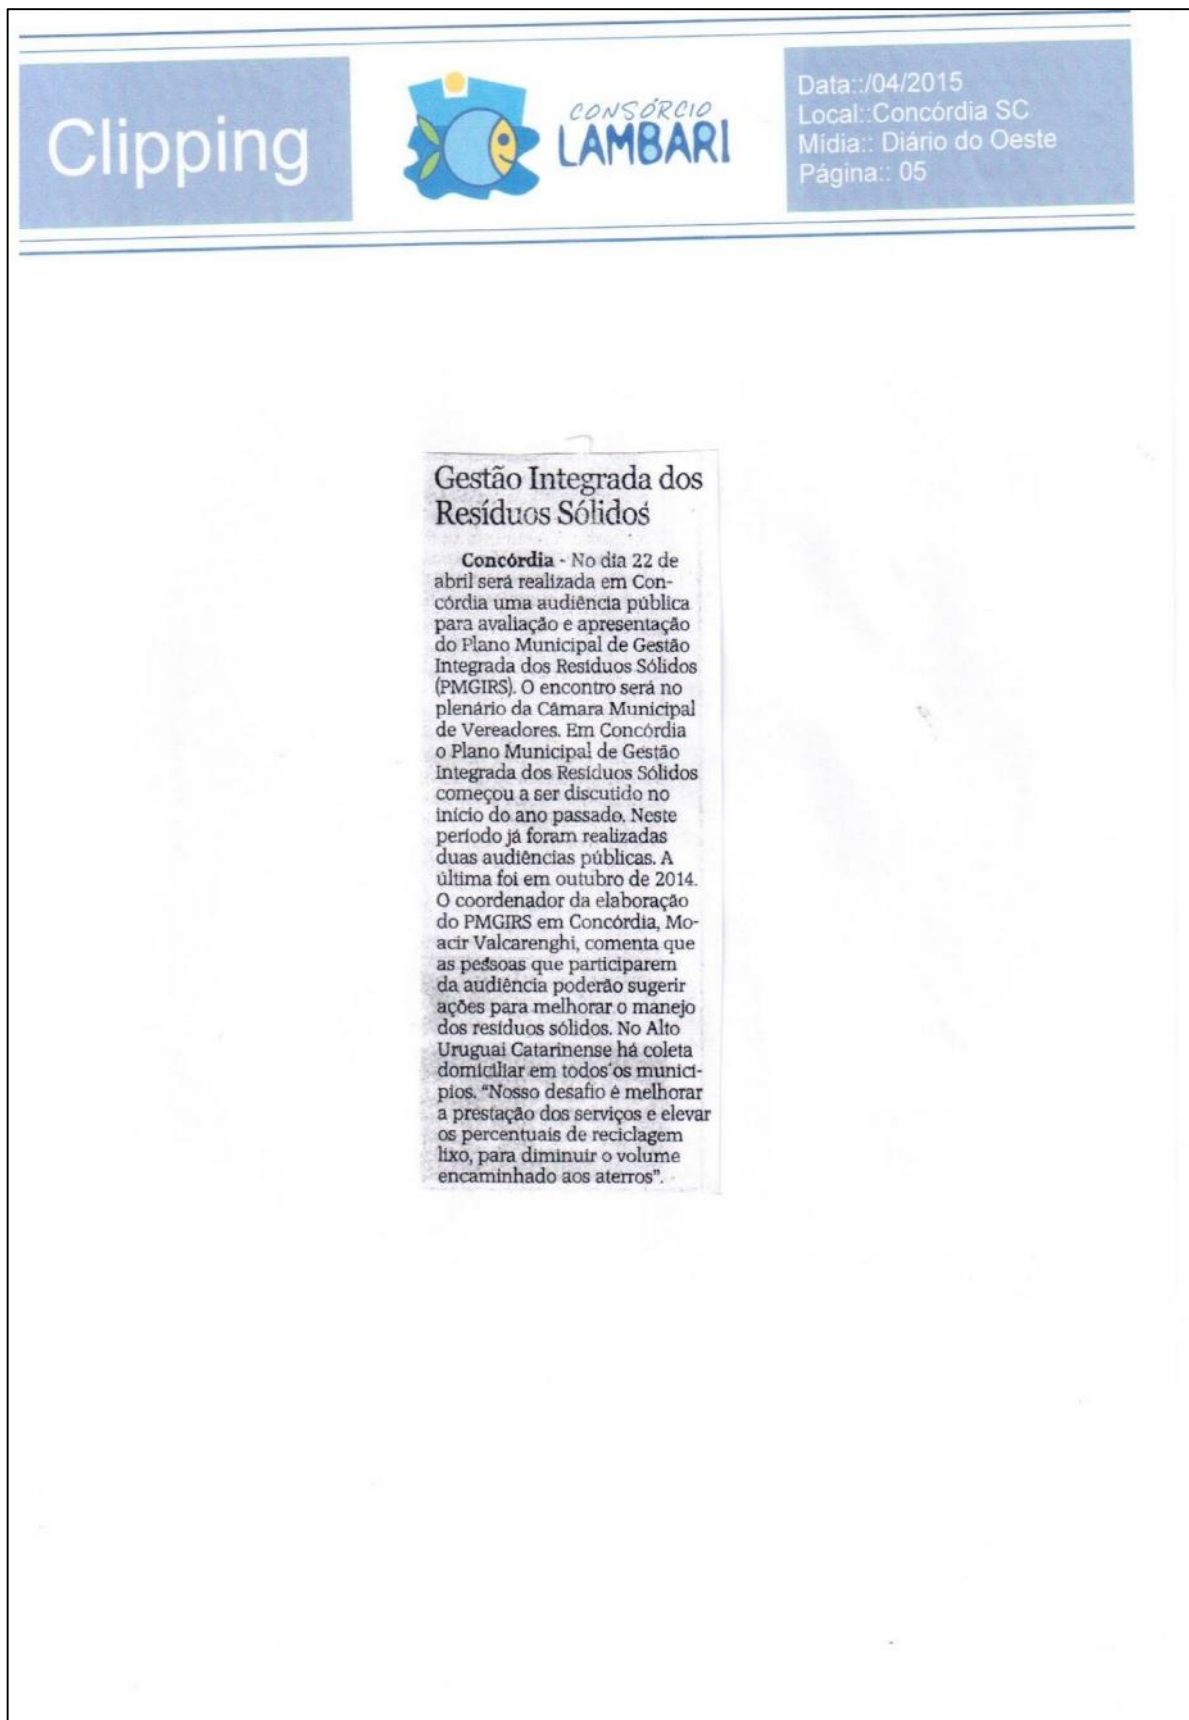 Clipping
CONSÓRCIO
LAMBARI
Data::/04/2015
Local::Concórdia SC
Mídia:: Diário do Oeste
Página:: 05
Gestão Integrada dos
Resíduos Sólidos
Concórdia - No dia 22 de
abril será realizada em Con-
córdia uma audiência pública
para avaliação e apresentação
do Plano Municipal de Gestão
Integrada dos Resíduos Sólidos
(PMGIRS). O encontro será no
plenário da Câmara Municipal
de Vereadores. Em Concórdia
o Plano Municipal de Gestão
Integrada dos Resíduos Sólidos
começou a ser discutido no
início do ano passado. Neste
período já foram realizadas
duas audiências públicas. A
última foi em outubro de 2014.
O coordenador da elaboração
do PMGIRS em Concórdia, Mo-
acir Valcarenghi, comenta que
as pessoas que participarem
da audiência poderão sugerir
ações para melhorar o manejo
dos resíduos sólidos. No Alto
Uruguai Catarinense há coleta
domiciliar em todos os municí-
pios. “Nosso desafio é melhorar
a prestação dos serviços e elevar
os percentuais de reciclagem
lixo, para diminuir o volume
encaminhado aos aterros”.